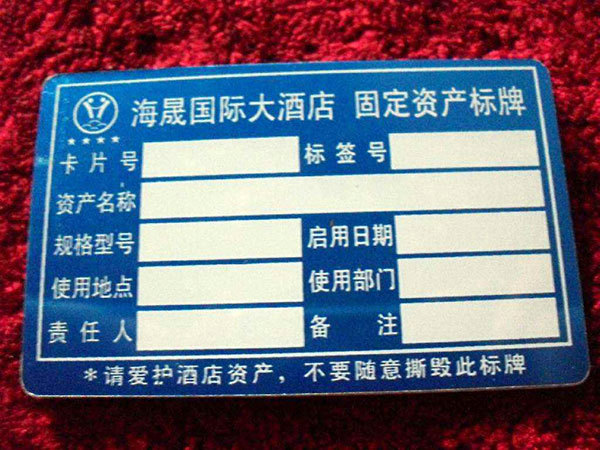 海晟国际大酒店 固定资产标牌
卡片号 标签号
资产名称
规格型号 启用日期
使用地点 使用部门
责任人 备注
*请爱护酒店资产，不要随意撕毁此标牌